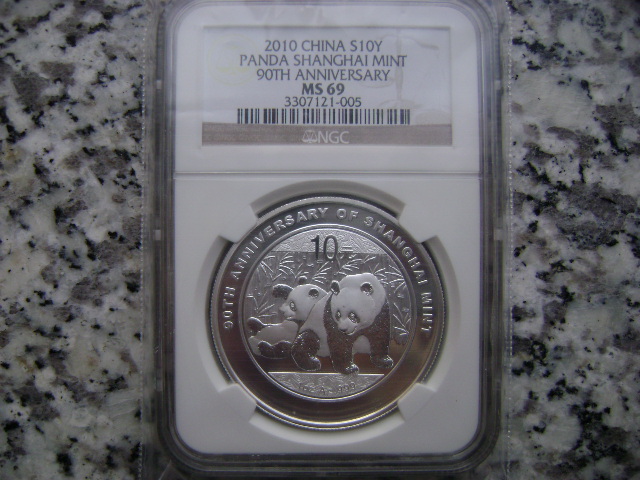 2010 CHINA S10Y
PANDA SHANGHAI MINT
90TH ANNIVERSARY
MS 69
3307121-005
NGC
90TH ANNIVERSARY OF SHANGHAI MINT
10